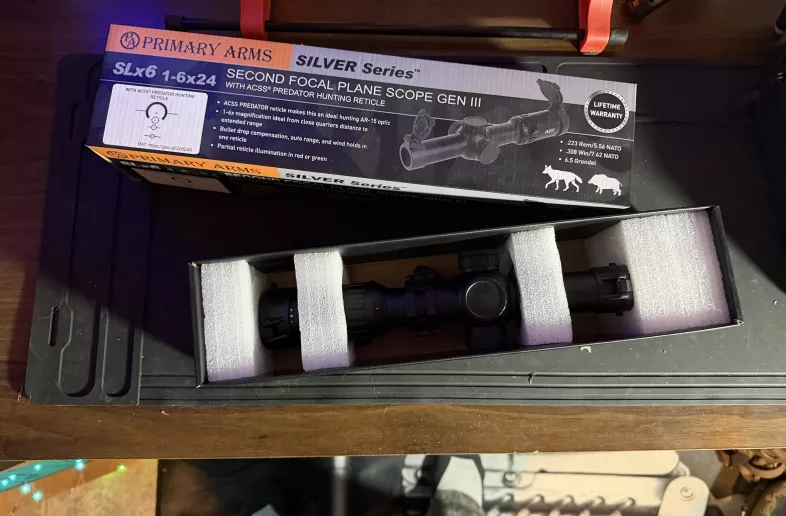 PA PRIMARY ARMS
SILVER Series™
SLx6 1-6x24
SECOND FOCAL PLANE SCOPE GEN III
WITH ACSS® PREDATOR HUNTING RETICLE
WITH ACSS® PREDATOR HUNTING
RETICLE
• ACSS PREDATOR reticle makes this an ideal hunting AR-15 optic
• 1-6x magnification ideal from close quarters distance to
extended range
• Bullet drop compensation, auto range, and wind holds in
one reticle
• Partial reticle illumination in red or green
LIFETIME
WARRANTY
• .223 Rem/5.56 NATO
• .308 Win/7.62 NATO
• 6.5 Grendel
PRIMARY ARMS
SILVER Series™